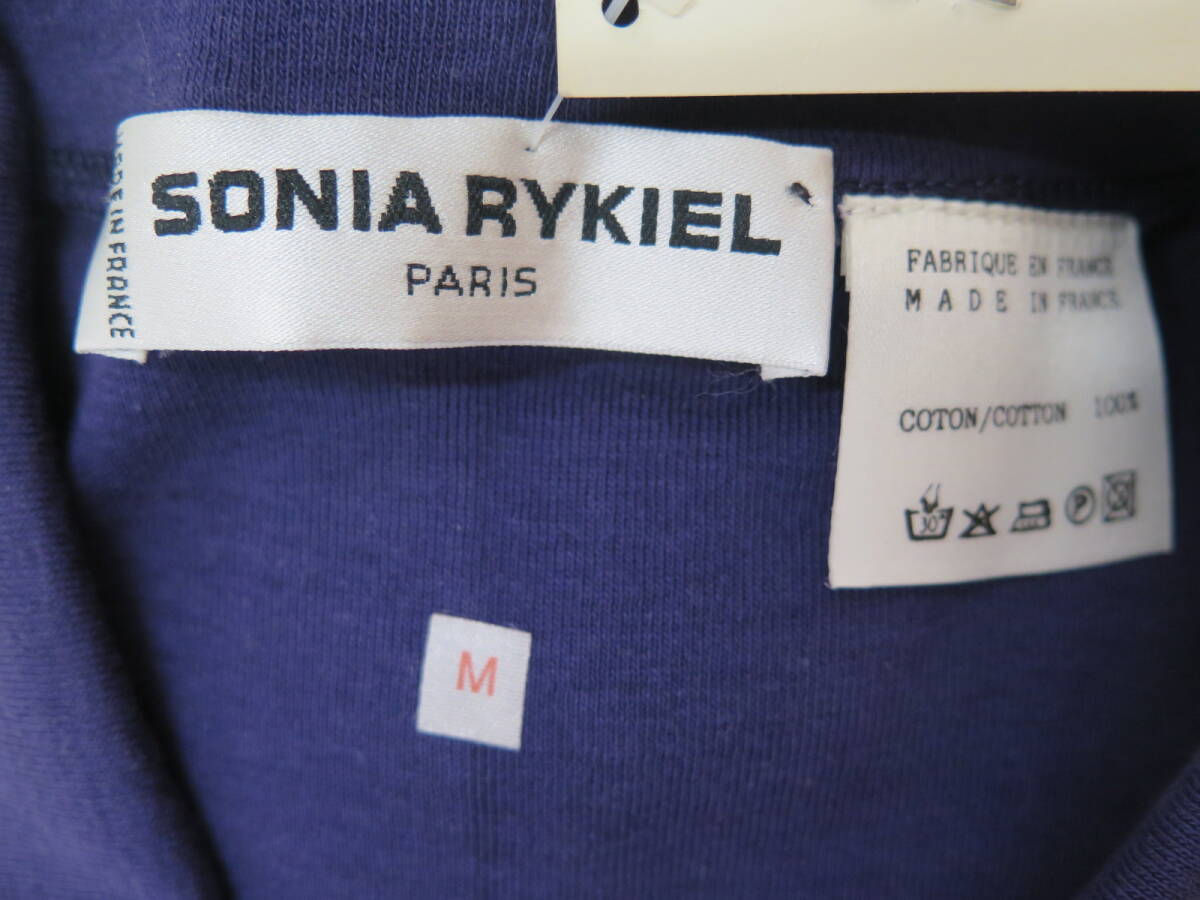 MADE IN FRANCE
SONIA RYKIEL
PARIS
FABRIQUE EN FRANCE
MADE IN FRANCE
COTON/COTTON 100%
30°
P
M